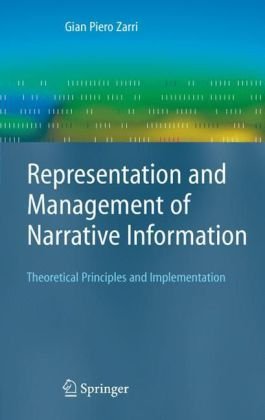 Gian Piero Zarri
Representation and
Management of
Narrative Information
Theoretical Principles and Implementation
Springer